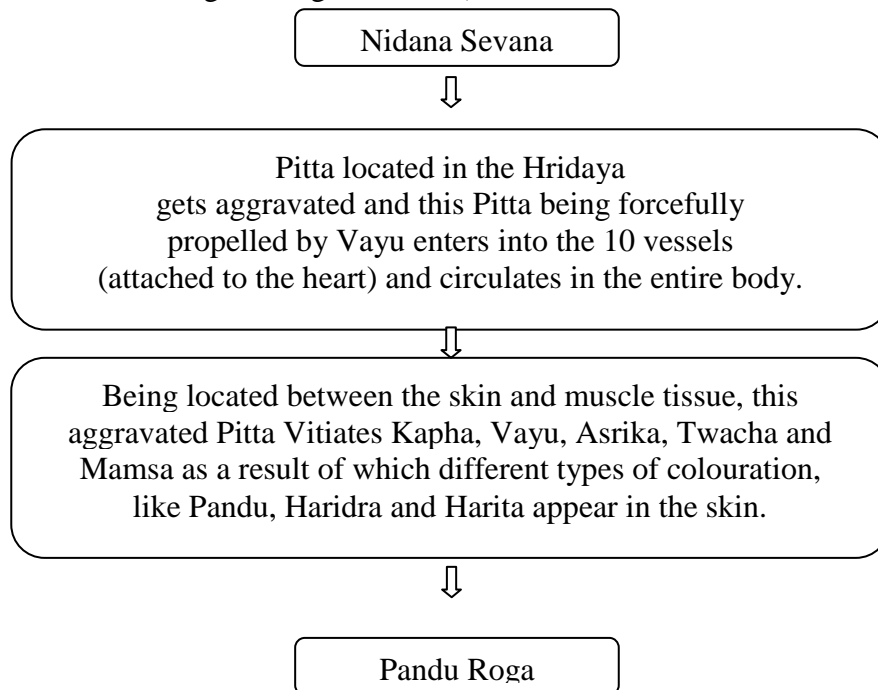 Nidana Sevana
Pitta located in the Hridaya
gets aggravated and this Pitta being forcefully
propelled by Vayu enters into the 10 vessels
(attached to the heart) and circulates in the entire body.
Being located between the skin and muscle tissue, this
aggravated Pitta Vitiates Kapha, Vayu, Asrika, Twacha and
Mamsa as a result of which different types of colouration,
like Pandu, Haridra and Harita appear in the skin.
Pandu Roga